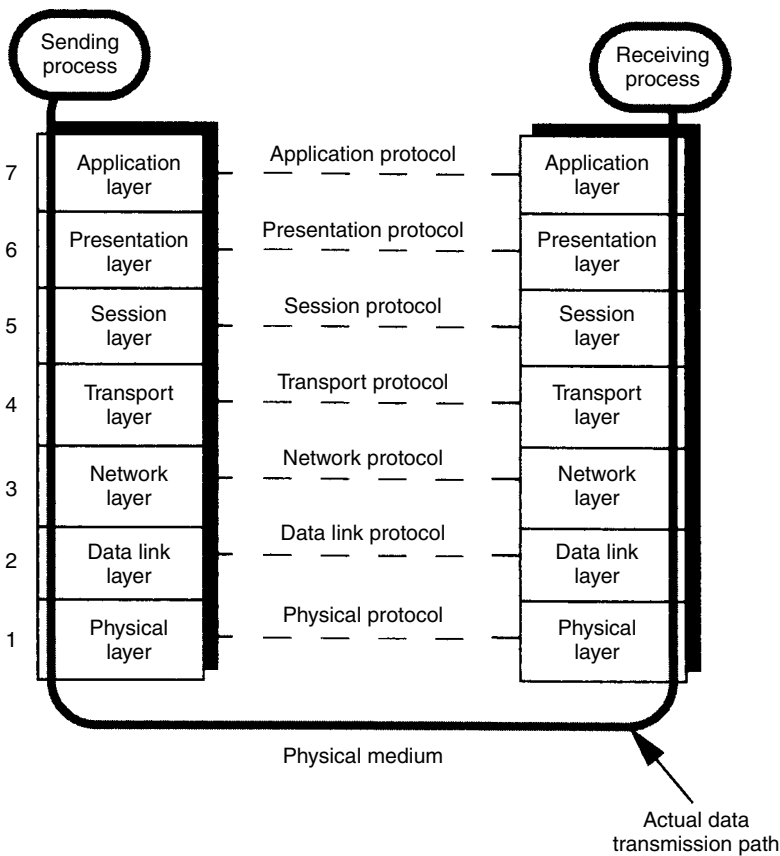 Sending
process
Receiving
process
7
Application
layer
Application protocol
Application
layer
6
Presentation
layer
Presentation protocol
Presentation
layer
5
Session
layer
Session protocol
Session
layer
4
Transport
layer
Transport protocol
Transport
layer
3
Network
layer
Network protocol
Network
layer
2
Data link
layer
Data link protocol
Data link
layer
1
Physical
layer
Physical protocol
Physical
layer
Physical medium
Actual data
transmission path